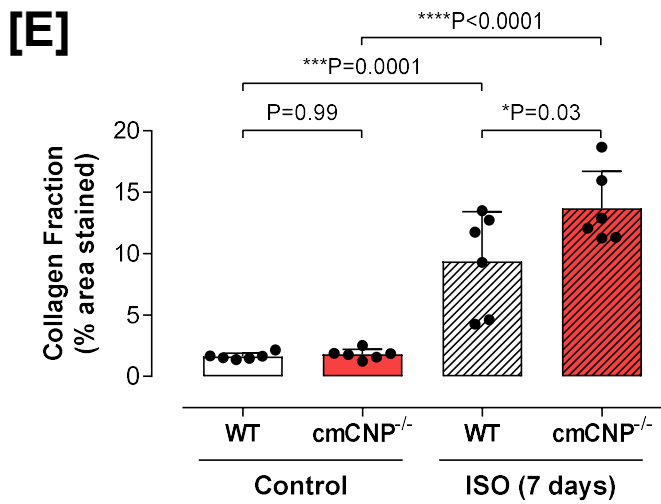 [E]
****P<0.0001
***P=0.0001
P=0.99
*P=0.03
Collagen Fraction
(% area stained)
20
15
10
5
0
WT
cmCNP⁻/⁻
WT
cmCNP⁻/⁻
Control
ISO (7 days)